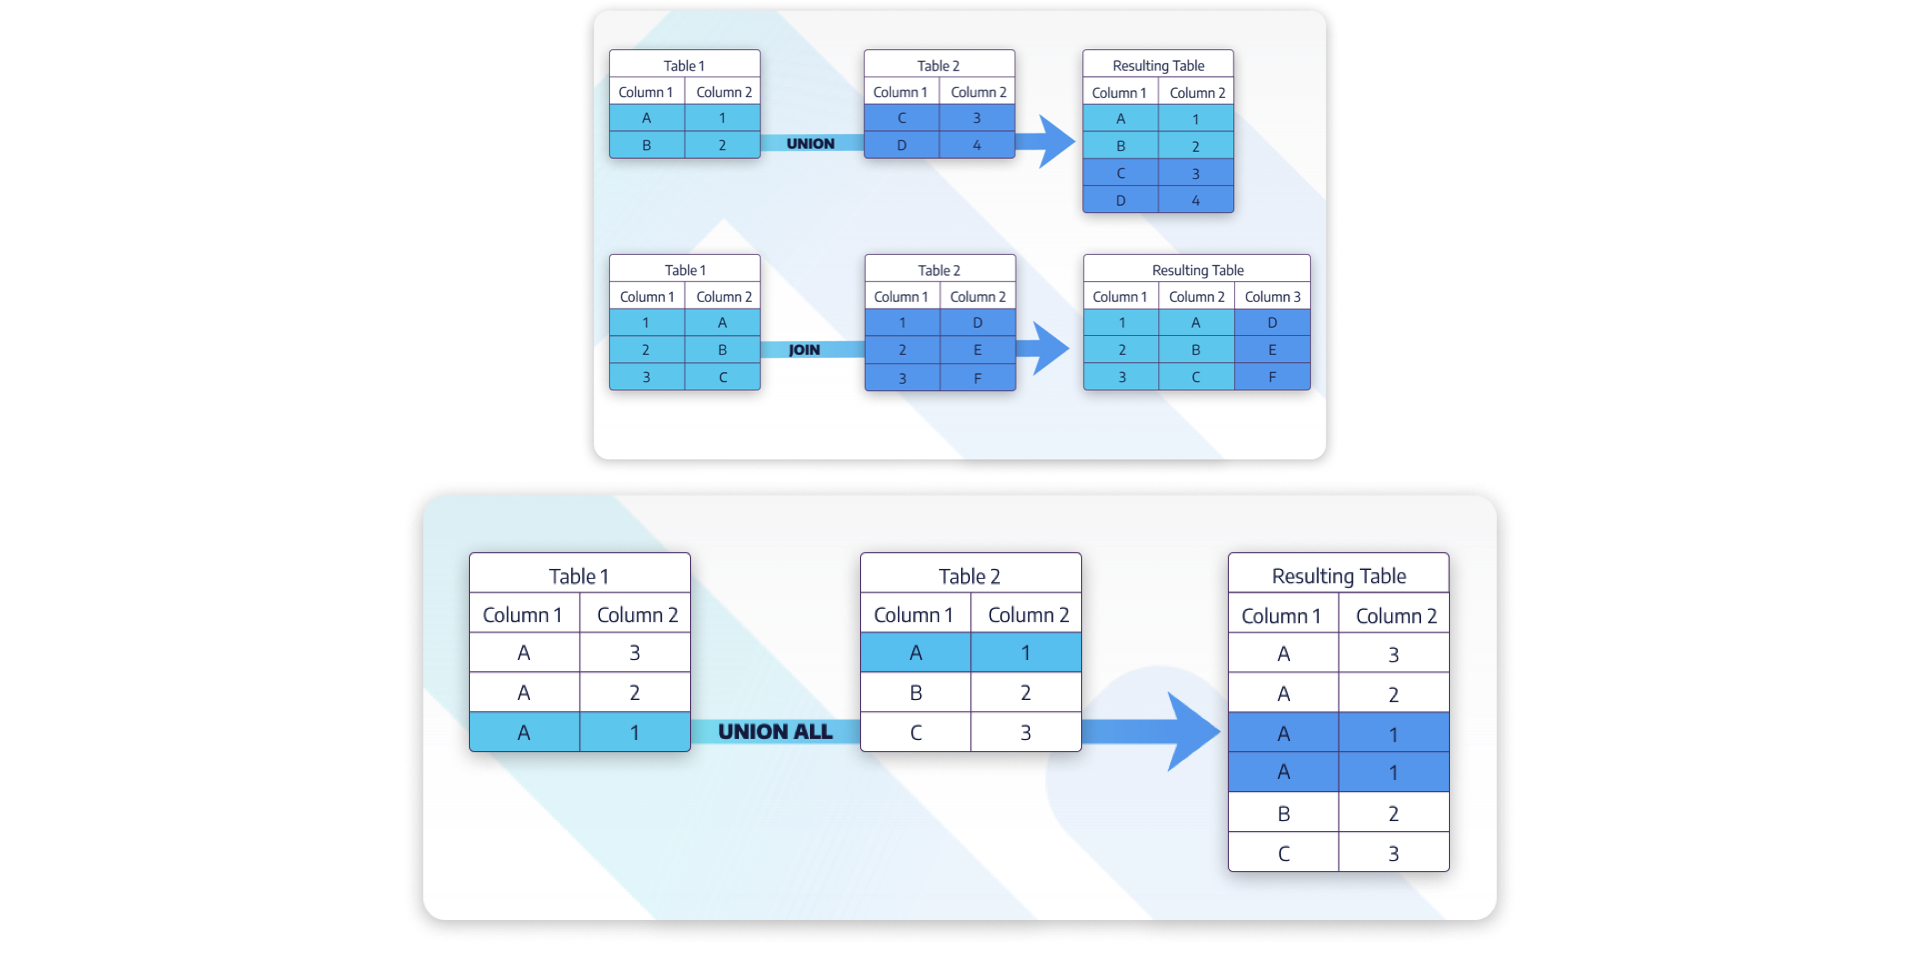 Table 1 Table 2 Resulting Table
Column 1 Column 2 Column 1 Column 2 Column 1 Column 2
A 1 C 3 A 1
B 2 UNION D 4 B 2
C 3
D 4
Table 1 Table 2 Resulting Table
Column 1 Column 2 Column 1 Column 2 Column 1 Column 2 Column 3
1 A 1 D 1 A D
2 B JOIN 2 E 2 B E
3 C 3 F 3 C F
Table 1 Table 2 Resulting Table
Column 1 Column 2 Column 1 Column 2 Column 1 Column 2
A 3 A 1 A 3
A 2 B 2 A 2
A 1 UNION ALL C 3 A 1
A 1
B 2
C 3